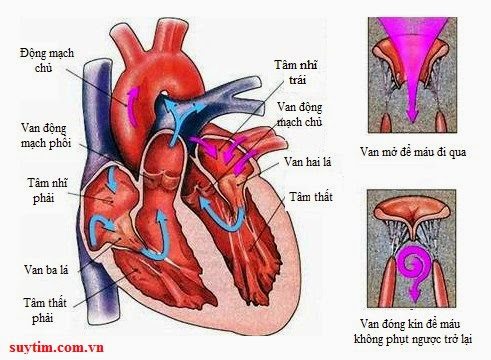 Động mạch
chủ
Van động
mạch phổi
Tâm nhĩ
phải
Van ba lá
Tâm thất
phải
Tâm nhĩ
trái
Van động
mạch chủ
Van hai lá
Tâm thất
Van mở để máu đi qua
Van đóng kin để máu
không phụt ngược trở lại
suytim.com.vn